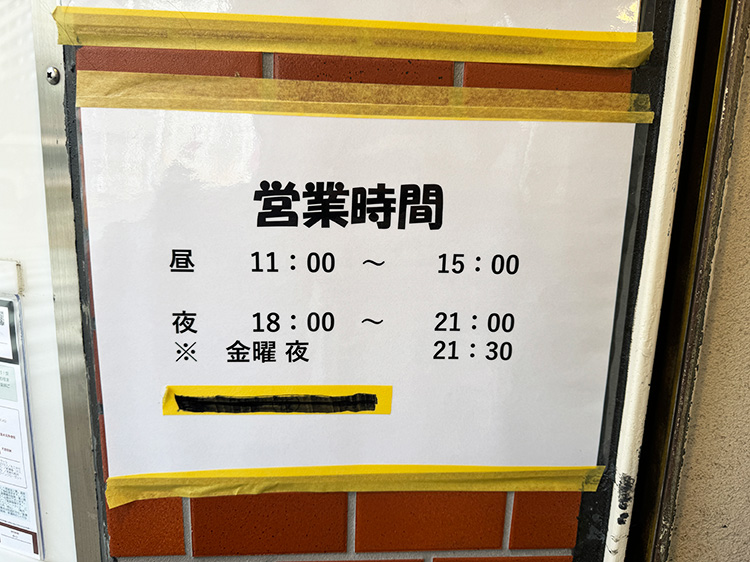 営業時間
昼 11：00 ～ 15：00
夜 18：00 ～ 21：00
※ 金曜 夜 21：30